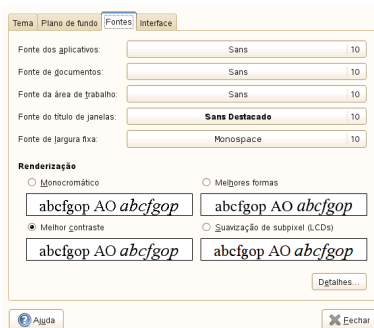 Tema Plano de fundo Fontes Interface
Fonte dos aplicativos: Sans 10
Fonte de documentos: Sans 10
Fonte da área de trabalho: Sans 10
Fonte do título de janelas: Sans Destacado 10
Fonte de largura fixa: Monospace 10
Renderização
Monocromático Melhores formas
abcfgop AO abcfgop abcfgop AO abcfgop
Melhor contraste Suavização de subpixel (LCDs)
abcfgop AO abcfgop abcfgop AO abcfgop
Detalhes...
Ajuda Fechar